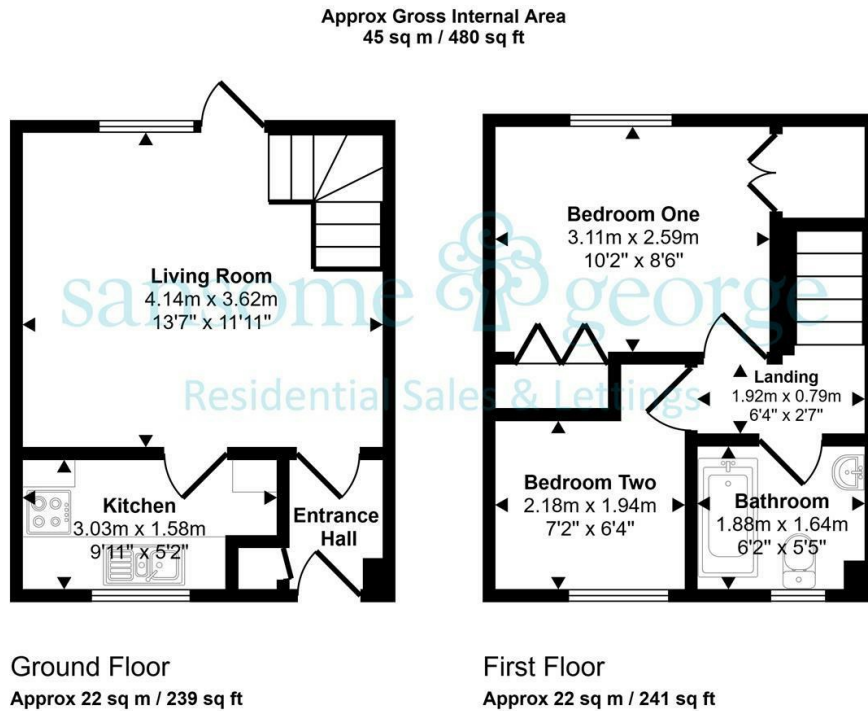 Approx Gross Internal Area
45 sq m / 480 sq ft
Living Room
4.14m x 3.62m
13'7" x 11'11"
Kitchen
3.03m x 1.58m
9'11" x 5'2"
Entrance
Hall
Bedroom One
3.11m x 2.59m
10'2" x 8'6"
Landing
1.92m x 0.79m
6'4" x 2'7"
Bedroom Two
2.18m x 1.94m
7'2" x 6'4"
Bathroom
1.88m x 1.64m
6'2" x 5'5"
sansome george
Residential Sales & Lettings
Ground Floor
Approx 22 sq m / 239 sq ft
First Floor
Approx 22 sq m / 241 sq ft